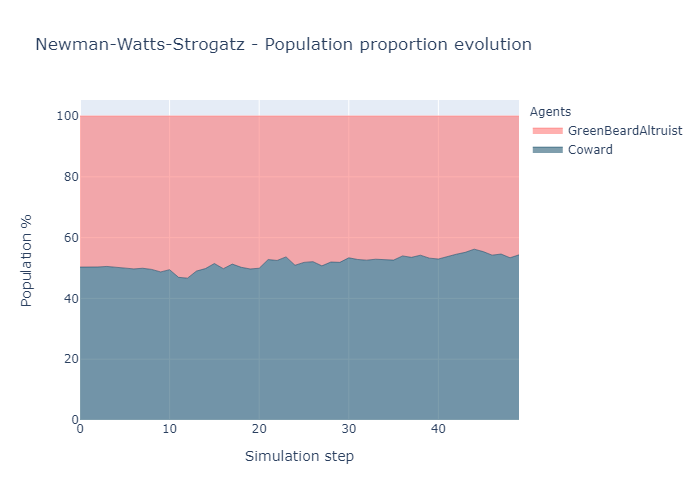 Newman-Watts-Strogatz - Population proportion evolution
Agents
GreenBeardAltruist
Coward
Population %
100
80
60
40
20
0
0 10 20 30 40
Simulation step